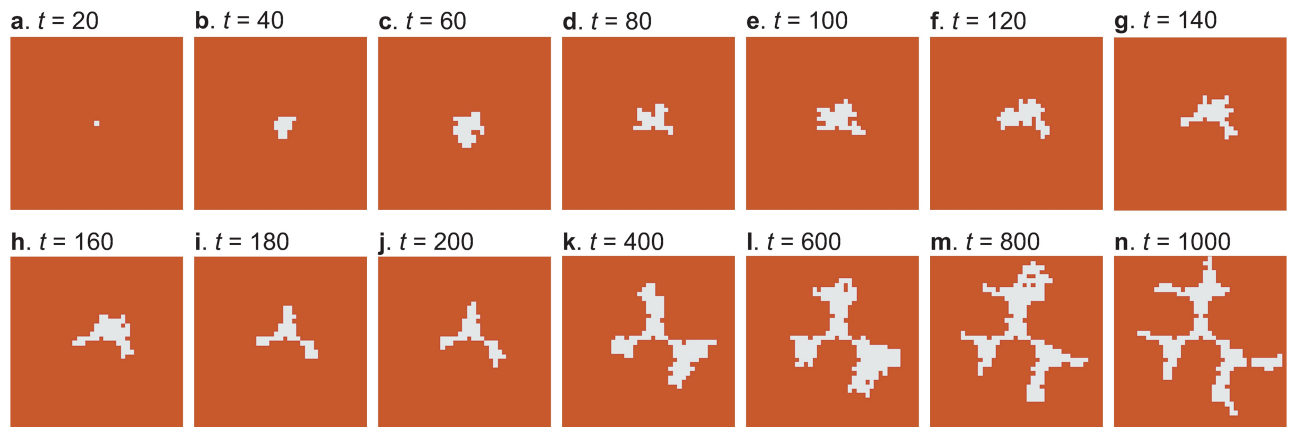 a. t = 20
b. t = 40
c. t = 60
d. t = 80
e. t = 100
f. t = 120
g. t = 140
h. t = 160
i. t = 180
j. t = 200
k. t = 400
l. t = 600
m. t = 800
n. t = 1000